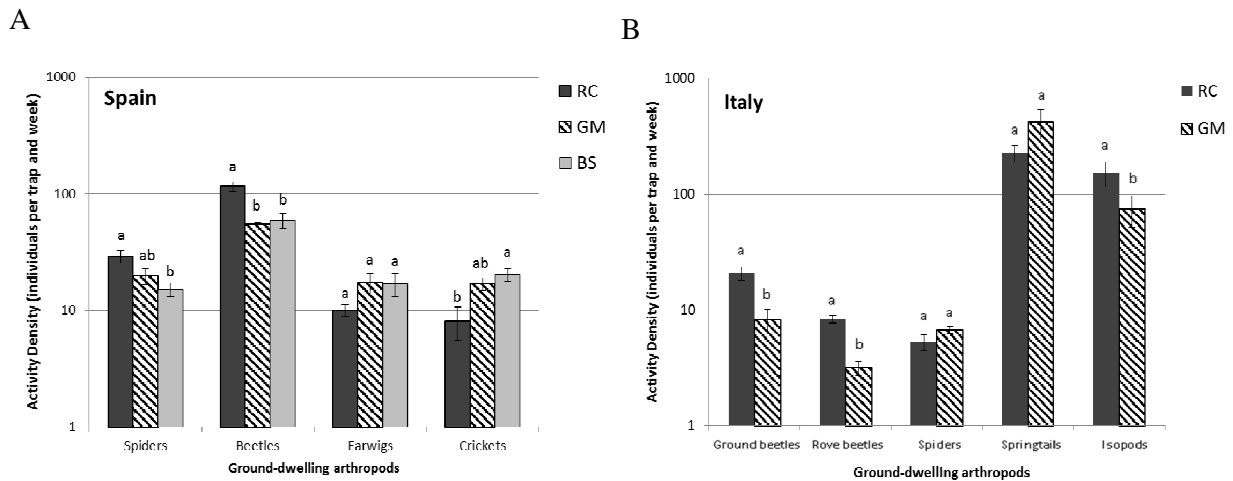 A
Activity Density (individuals per trap and week)
1000
100
10
1
Spain
RC
GM
BS
a
ab
b
a
b
b
a
a
a
b
ab
a
Spiders
Beetles
Earwigs
Crickets
Ground-dwelling arthropods
B
Activity Density (individuals per trap and week)
1000
100
10
1
Italy
RC
GM
a
b
a
b
a
a
a
a
a
b
Ground beetles
Rove beetles
Spiders
Springtails
Isopods
Ground-dwelling arthropods